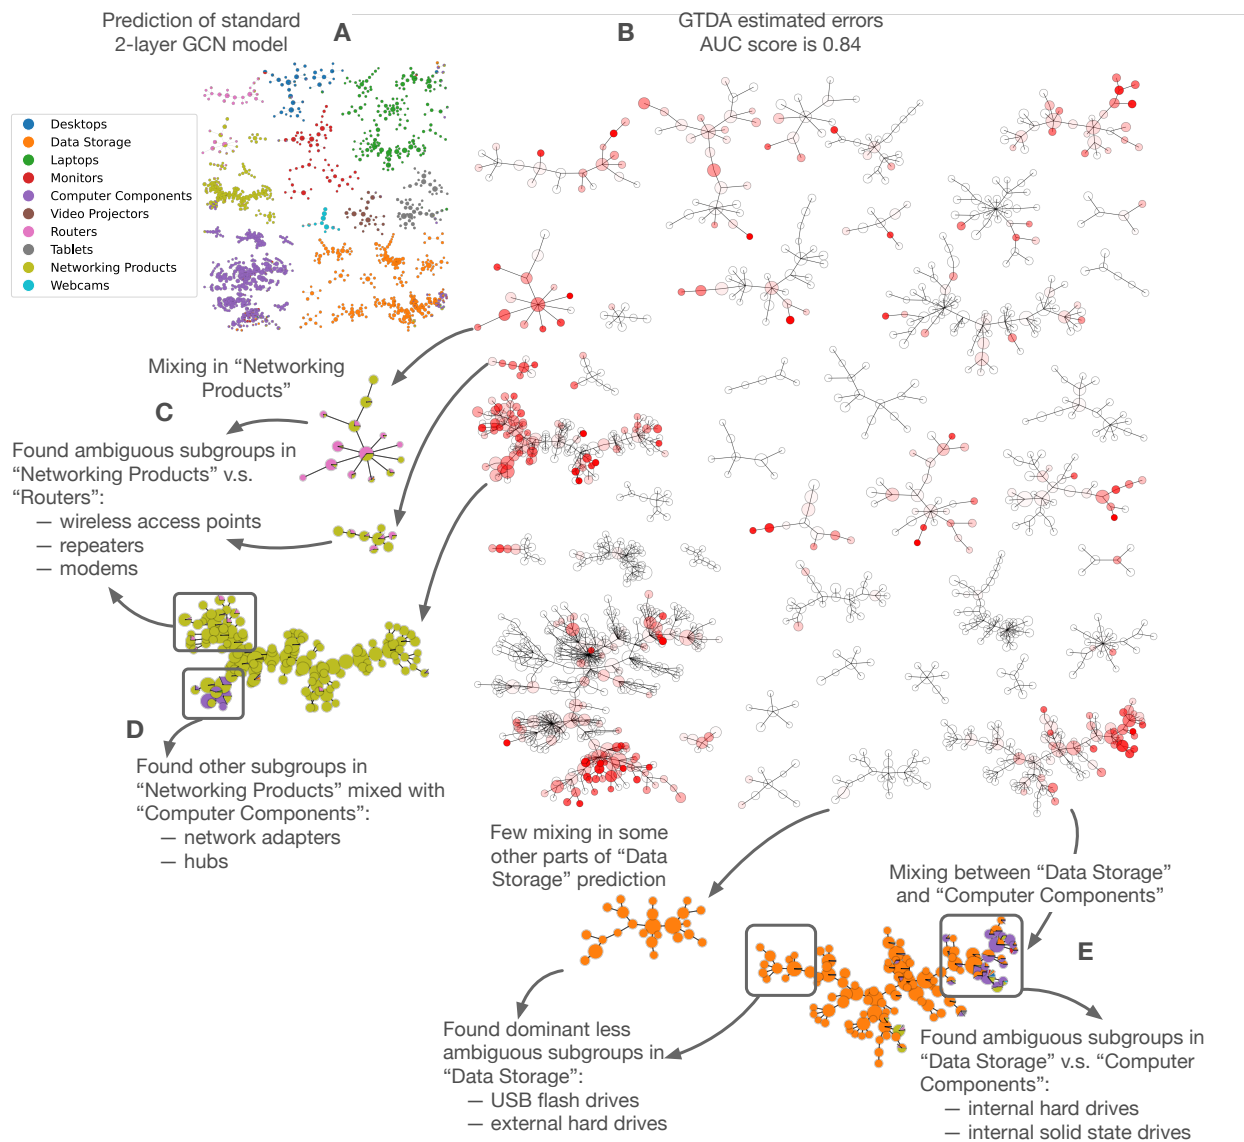 Prediction of standard
2-layer GCN model
A
B
GTDA estimated errors
AUC score is 0.84
Desktops
Data Storage
Laptops
Monitors
Computer Components
Video Projectors
Routers
Tablets
Networking Products
Webcams
Mixing in “Networking
Products”
C
Found ambiguous subgroups in
“Networking Products” v.s.
“Routers”:
— wireless access points
— repeaters
— modems
D
Found other subgroups in
“Networking Products” mixed with
“Computer Components”:
— network adapters
— hubs
Few mixing in some
other parts of “Data
Storage” prediction
Mixing between “Data Storage”
and “Computer Components”
E
Found dominant less
ambiguous subgroups in
“Data Storage”:
— USB flash drives
— external hard drives
Found ambiguous subgroups in
“Data Storage” v.s. “Computer
Components”:
— internal hard drives
— internal solid state drives